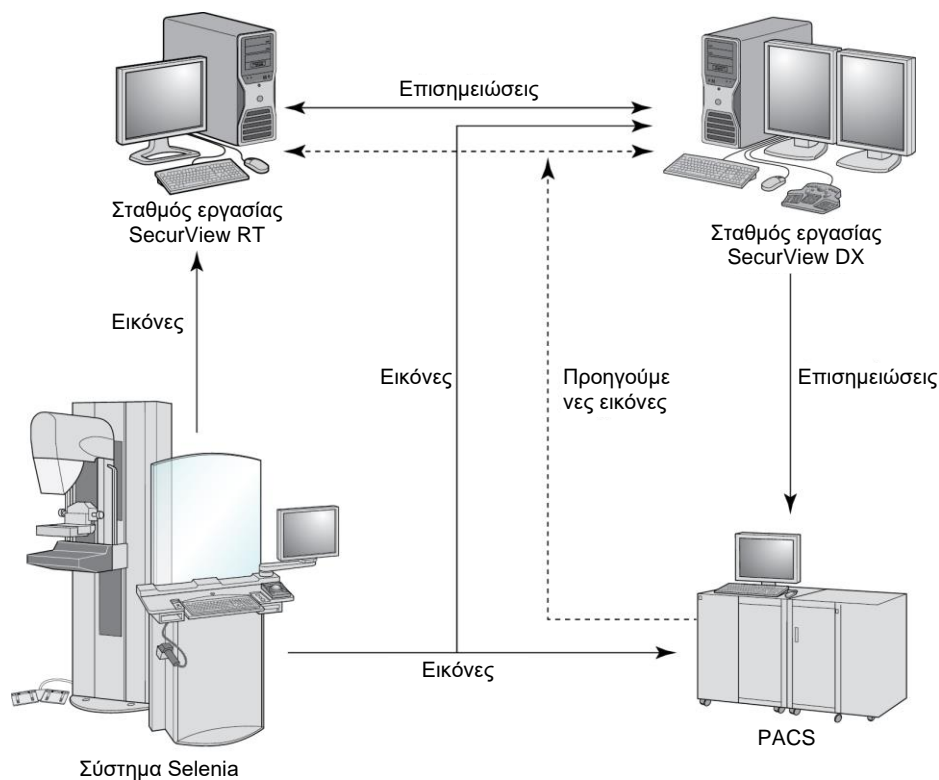 Επισημειώσεις
Σταθμός εργασίας
SecurView RT
Σταθμός εργασίας
SecurView DX
Εικόνες
Εικόνες
Προηγούμε
νες εικόνες
Επισημειώσεις
Εικόνες
PACS
Σύστημα Selenia